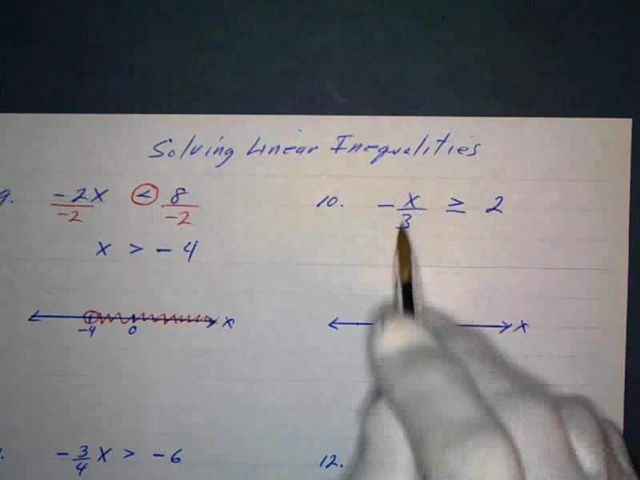 Solving Linear Inequalities
9. -2x < 8
-2 -2
x > -4
-4 0 x
10. -x/3 ≥ 2
x
-3/4 x > -6
12.